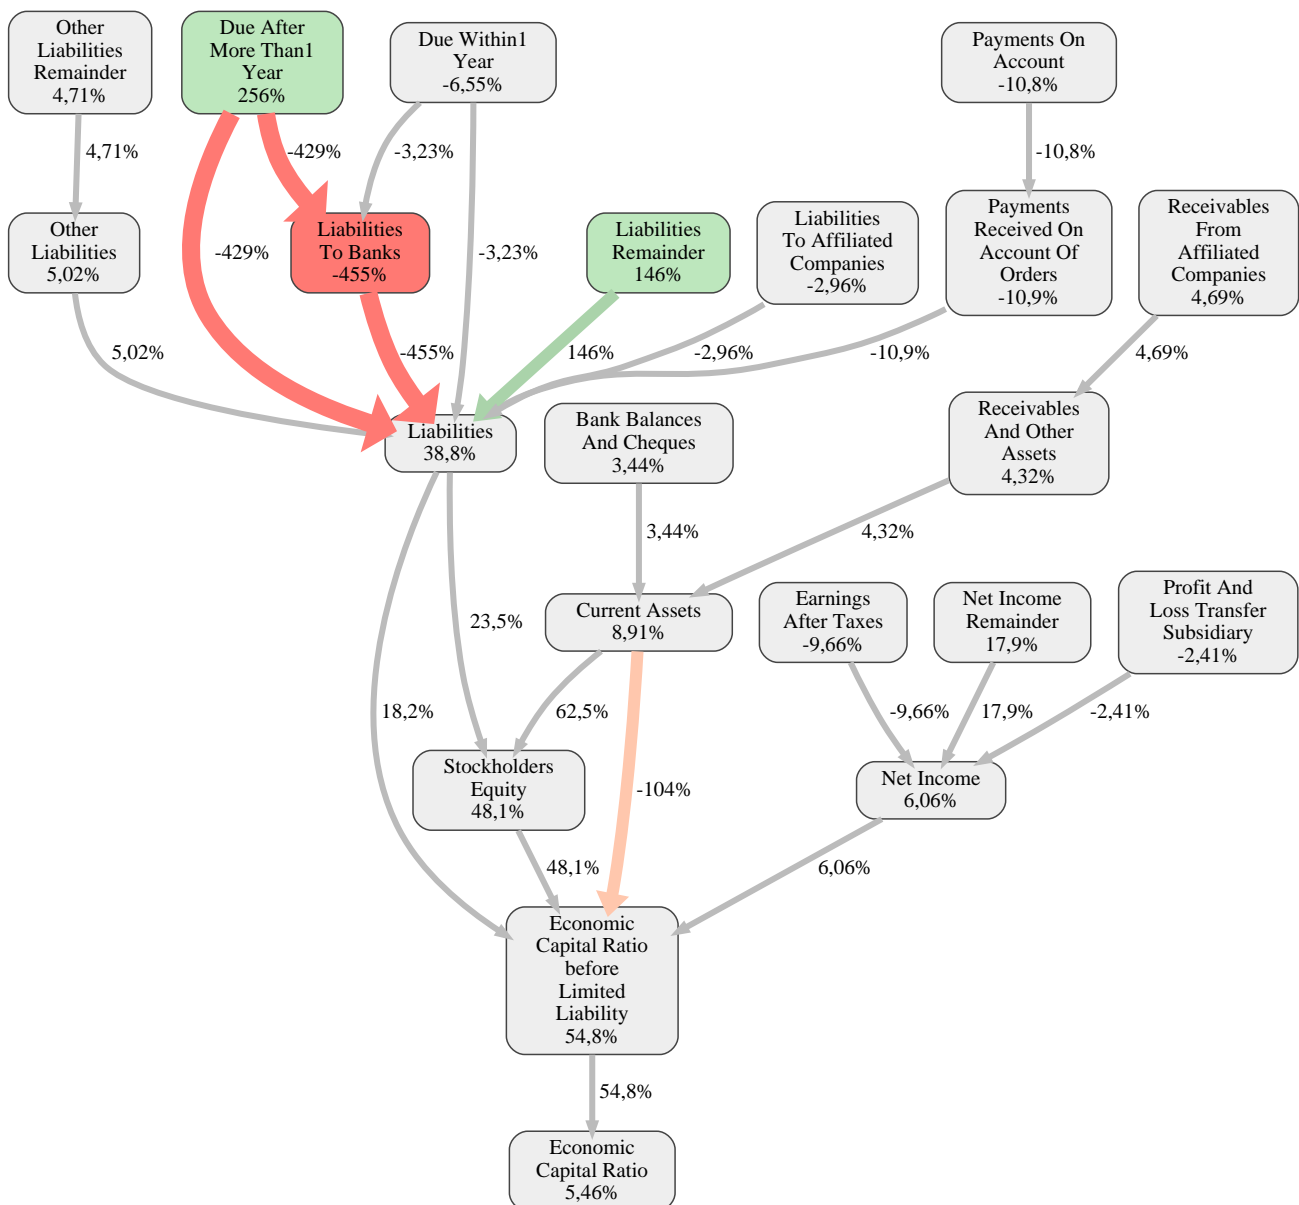 Other
Liabilities
Remainder
4,71%
Due After
More Than1
Year
256%
Due Within1
Year
-6,55%
Payments On
Account
-10,8%
4,71%
-429%
-3,23%
-10,8%
Other
Liabilities
5,02%
-429%
Liabilities
To Banks
-455%
-3,23%
Liabilities
Remainder
146%
Liabilities
To Affiliated
Companies
-2,96%
Payments
Received On
Account Of
Orders
-10,9%
Receivables
From
Affiliated
Companies
4,69%
5,02%
-455%
146%
-2,96%
-10,9%
4,69%
Liabilities
38,8%
Bank Balances
And Cheques
3,44%
Receivables
And Other
Assets
4,32%
3,44%
4,32%
23,5%
Current Assets
8,91%
Earnings
After Taxes
-9,66%
Net Income
Remainder
17,9%
Profit And
Loss Transfer
Subsidiary
-2,41%
18,2%
62,5%
-104%
-9,66%
17,9%
-2,41%
Stockholders
Equity
48,1%
Net Income
6,06%
48,1%
6,06%
Economic
Capital Ratio
before
Limited
Liability
54,8%
54,8%
Economic
Capital Ratio
5,46%